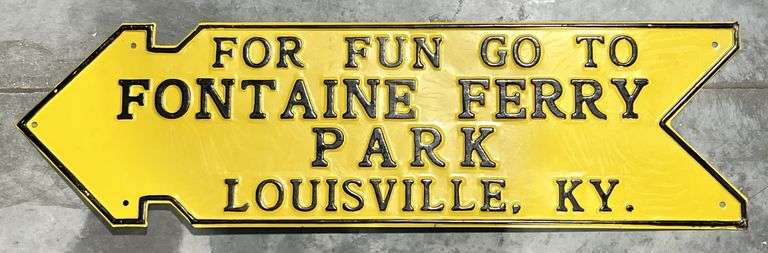 FOR FUN GO TO
FONTAINE FERRY
PARK
LOUISVILLE, KY.